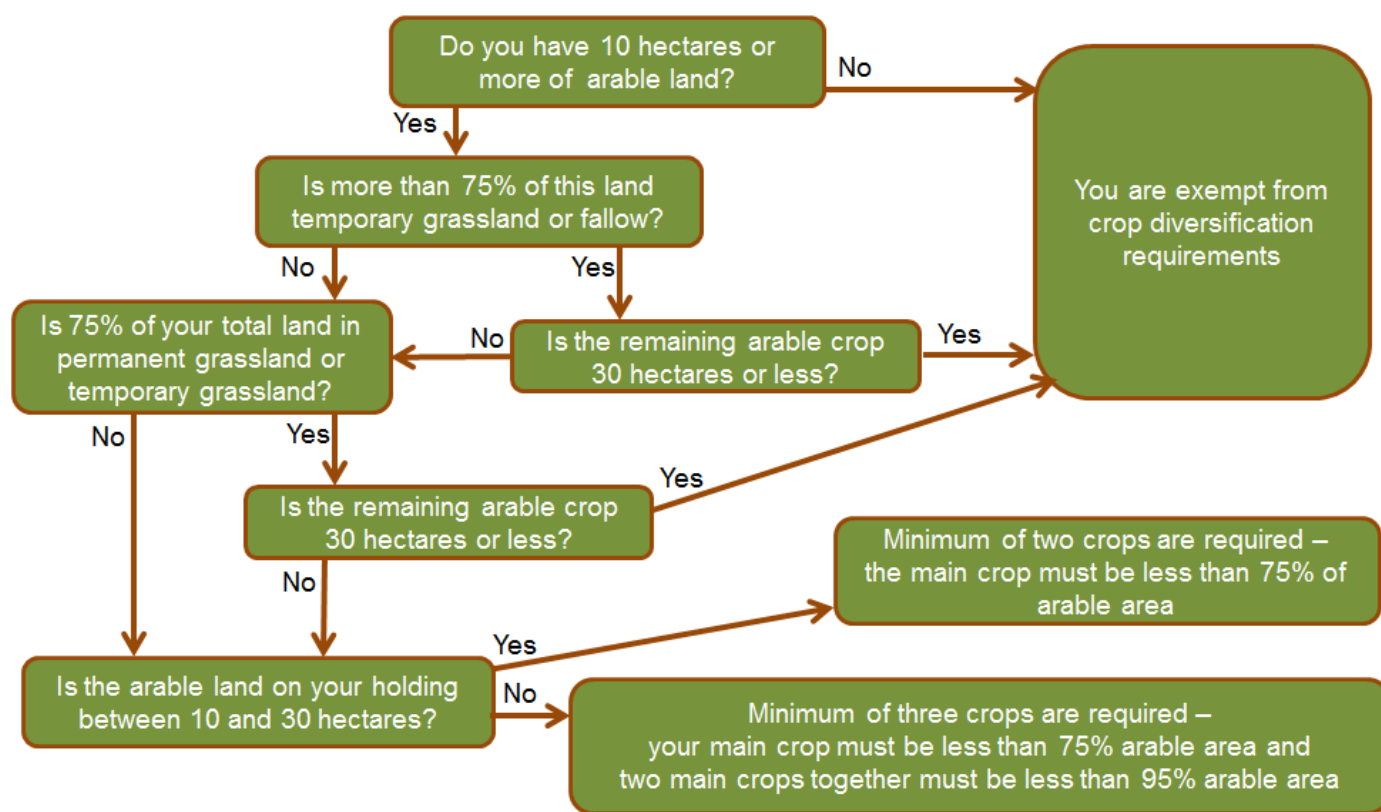 Do you have 10 hectares or
more of arable land?
No
Yes
You are exempt from
crop diversification
requirements
Is more than 75% of this land
temporary grassland or fallow?
No
Yes
Is 75% of your total land in
permanent grassland or
temporary grassland?
No
Is the remaining arable crop
30 hectares or less?
Yes
No
Yes
Is the remaining arable crop
30 hectares or less?
Yes
No
Minimum of two crops are required –
the main crop must be less than 75% of
arable area
Is the arable land on your holding
between 10 and 30 hectares?
Yes
No
Minimum of three crops are required –
your main crop must be less than 75% arable area and
two main crops together must be less than 95% arable area